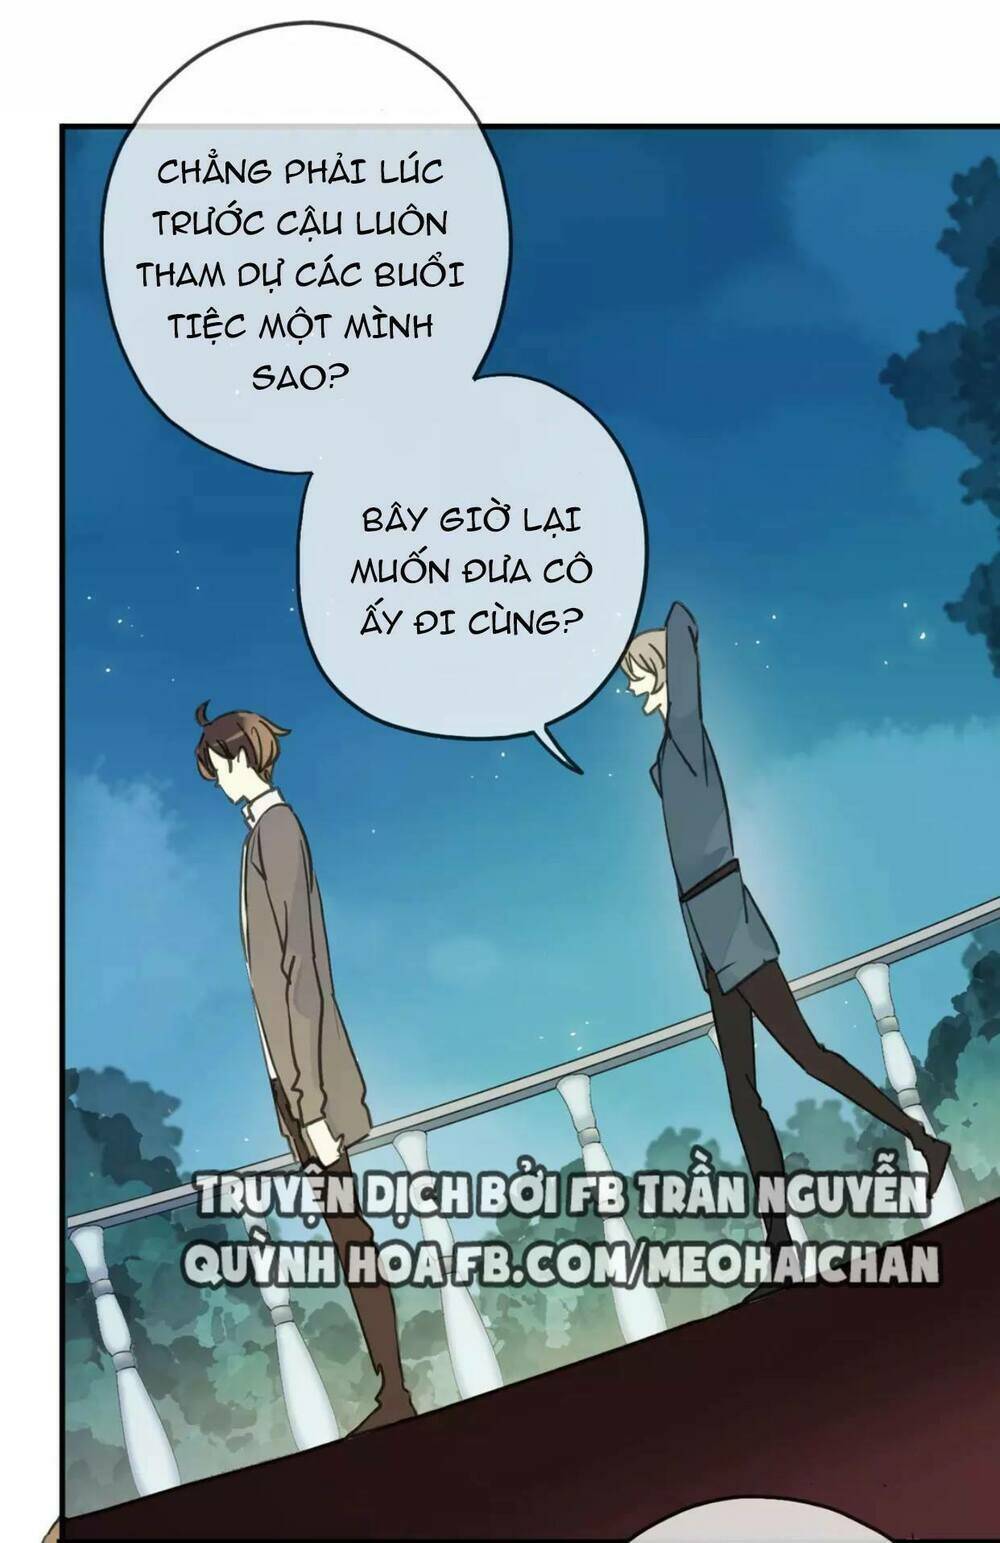 CHẲNG PHẢI LÚC
TRƯỚC CẬU LUÔN
THAM DỰ CÁC BUỔI
TIỆC MỘT MÌNH
SAO?
BÂY GIỜ LẠI
MUỐN ĐƯA CÔ
ẤY ĐI CÙNG?
TRUYỆN DỊCH BỞI FB TRẦN NGUYỄN
QUỲNH HOA FB.COM/MEOHAICHAN